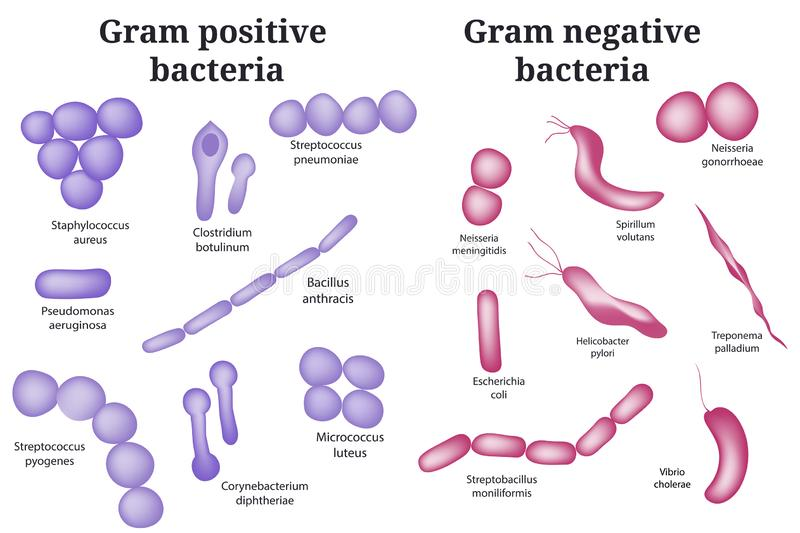 Gram positive
bacteria
Staphylococcus
aureus
Clostridium
botulinum
Streptococcus
pneumoniae
Pseudomonas
aeruginosa
Bacillus
anthracis
Streptococcus
pyogenes
Corynebacterium
diphtheriae
Micrococcus
luteus
Gram negative
bacteria
Neisseria
meningitidis
Spirillum
volutans
Neisseria
gonorrhoeae
Escherichia
coli
Helicobacter
pylori
Treponema
palladium
Streptobacillus
moniliformis
Vibrio
cholerae
dreamstime